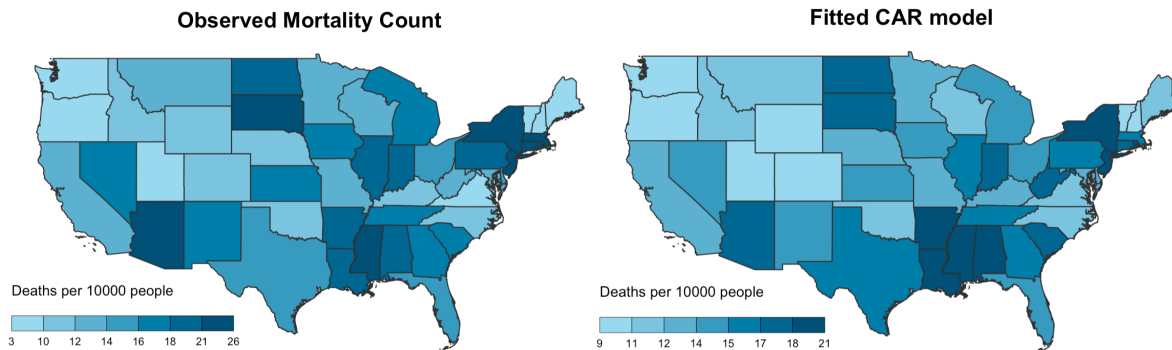 Observed Mortality Count
Deaths per 10000 people
3 10 12 14 16 18 21 26
Fitted CAR model
Deaths per 10000 people
9 11 12 14 15 17 18 21